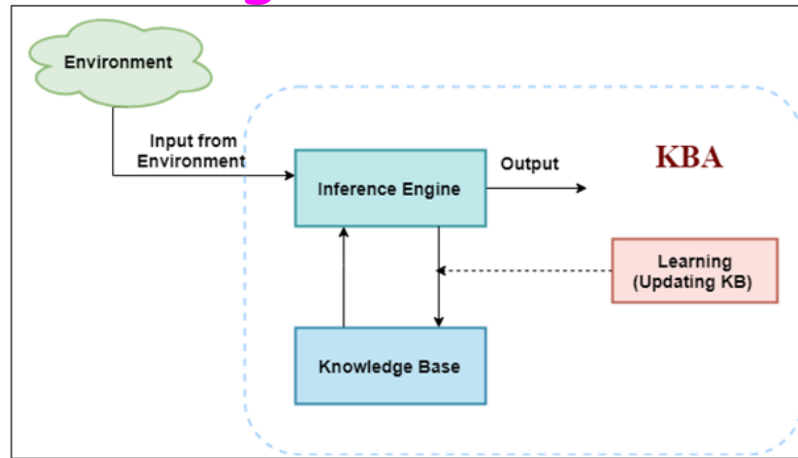 Environment
Input from
Environment
Inference Engine
Output
KBA
Learning
(Updating KB)
Knowledge Base